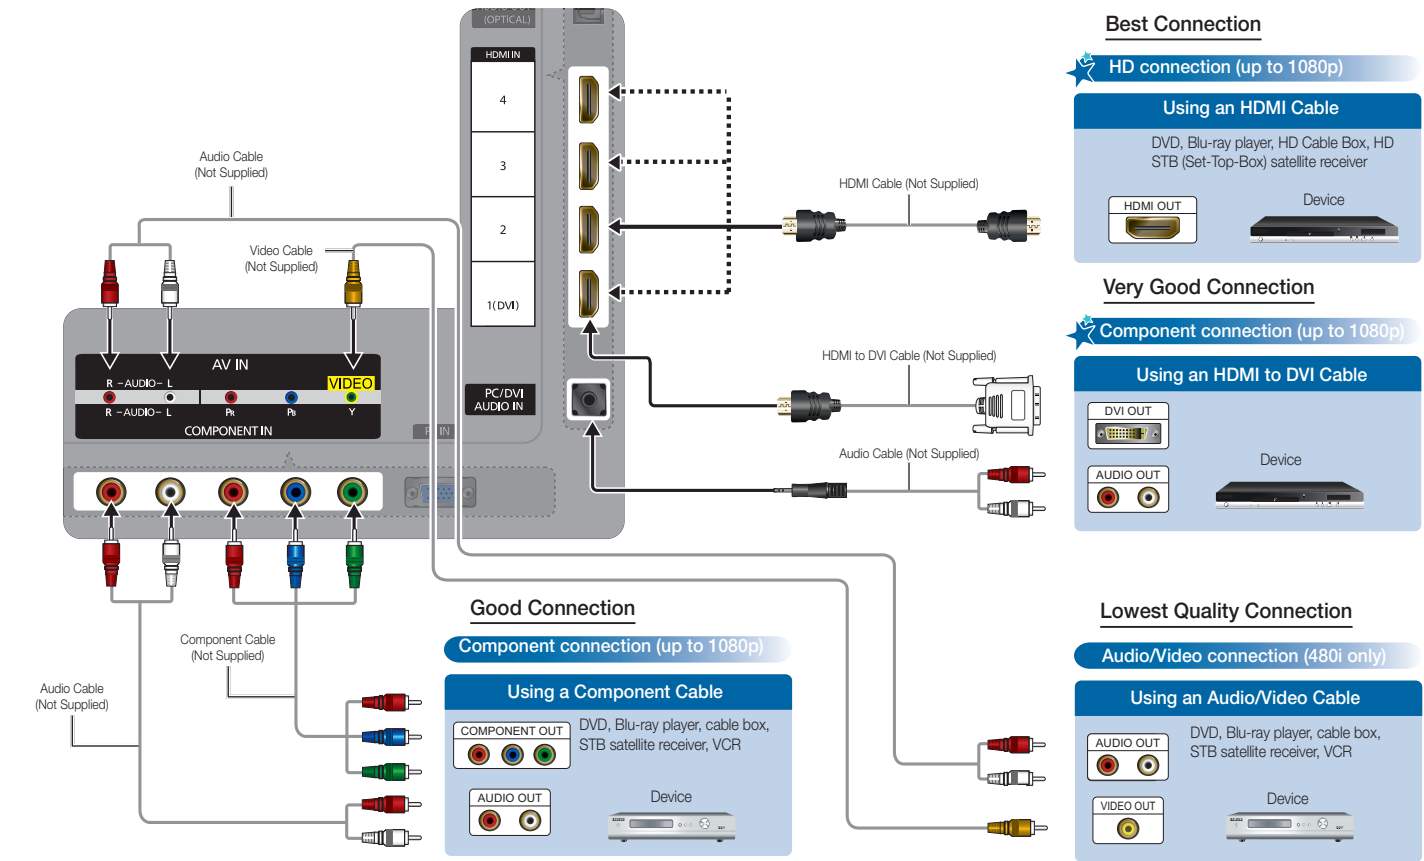 AUDIO OUT
(OPTICAL)
HDMI IN
4
3
2
1(DVI)
PC/DVI
AUDIO IN
Audio Cable
(Not Supplied)
Video Cable
(Not Supplied)
AV IN
R -AUDIO- L
VIDEO
R -AUDIO- L
PR
PB
Y
COMPONENT IN
PC IN
HDMI Cable (Not Supplied)
HDMI to DVI Cable (Not Supplied)
Audio Cable (Not Supplied)
Component Cable
(Not Supplied)
Audio Cable
(Not Supplied)
Best Connection
HD connection (up to 1080p)
Using an HDMI Cable
DVD, Blu-ray player, HD Cable Box, HD
STB (Set-Top-Box) satellite receiver
HDMI OUT
Device
Very Good Connection
Component connection (up to 1080p)
Using an HDMI to DVI Cable
DVI OUT
AUDIO OUT
Device
Good Connection
Component connection (up to 1080p)
Using a Component Cable
COMPONENT OUT
DVD, Blu-ray player, cable box,
STB satellite receiver, VCR
AUDIO OUT
Device
Lowest Quality Connection
Audio/Video connection (480i only)
Using an Audio/Video Cable
AUDIO OUT
DVD, Blu-ray player, cable box,
STB satellite receiver, VCR
VIDEO OUT
Device